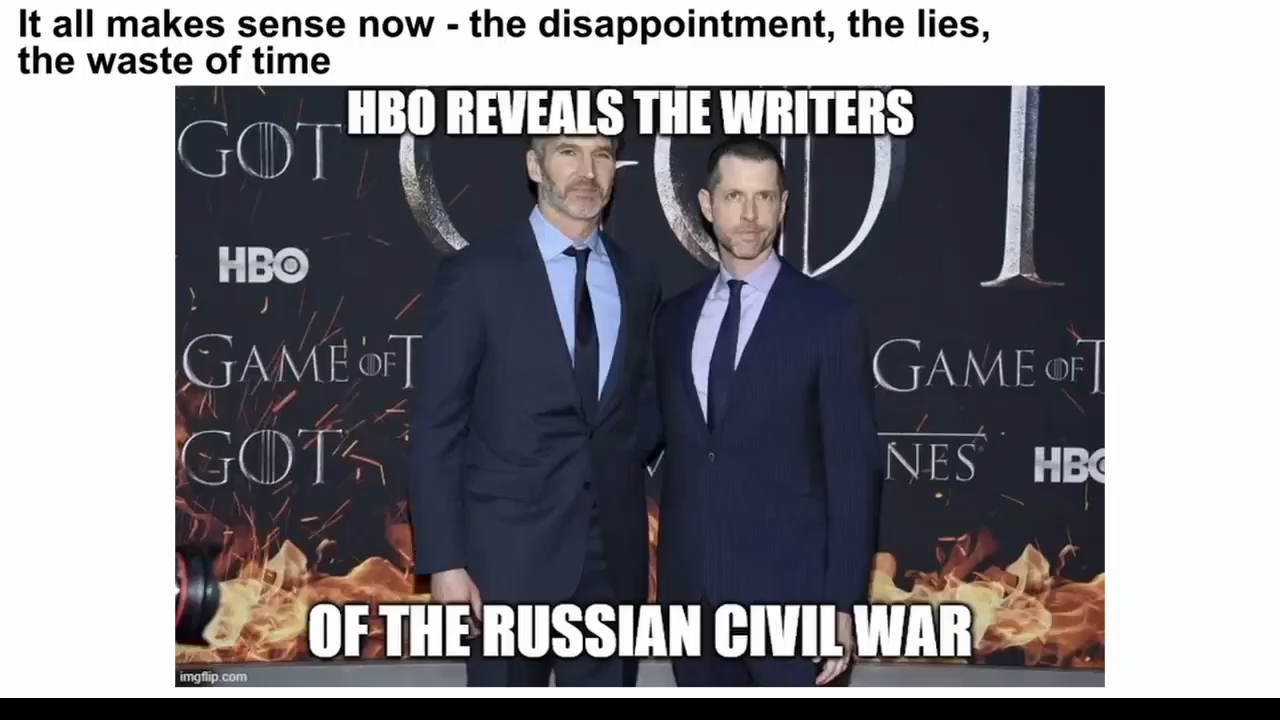 It all makes sense now - the disappointment, the lies,
the waste of time
HBO REVEALS THE WRITERS
GOT
HBO
GAME OF T
GAME OF T
GOT
NES
HBO
OF THE RUSSIAN CIVIL WAR
imgflip.com